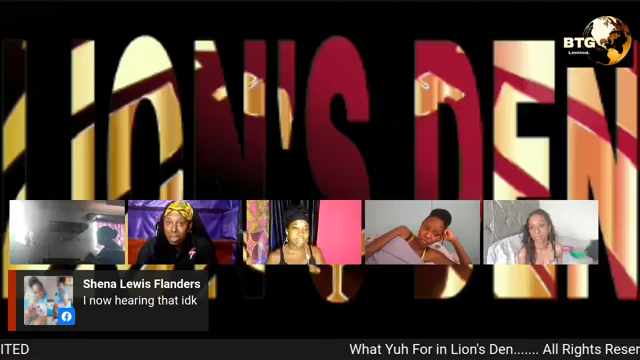 LION'S DEN
BTG
Limited.
Shena Lewis Flanders
I now hearing that idk
ITED
What Yuh For in Lion's Den....... All Rights Reser